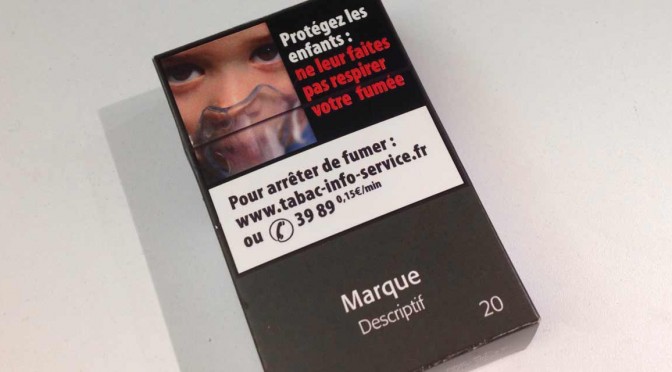 Protégez les
enfants :
ne leur faites
pas respirer
votre fumée
Pour arrêter de fumer :
www.tabac-info-service.fr
ou 39 89 0,15€/min
Marque
Descriptif
20